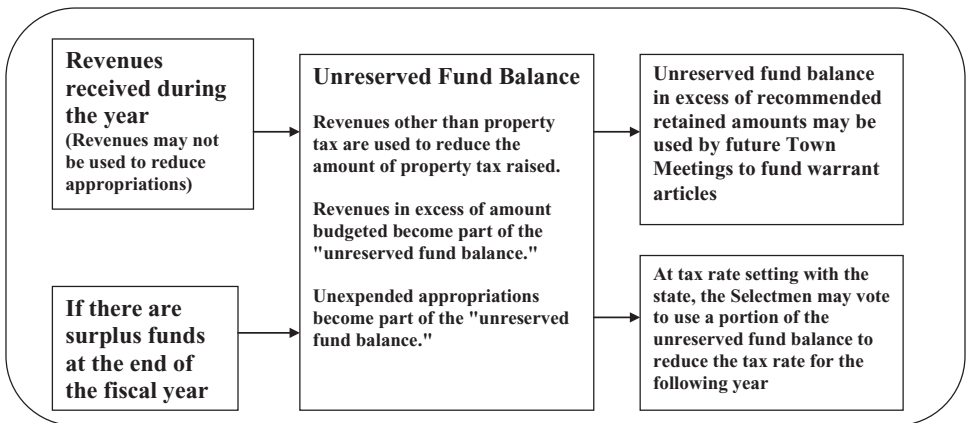 Revenues
received during
the year
(Revenues may not
be used to reduce
appropriations)
If there are
surplus funds
at the end of
the fiscal year
Unreserved Fund Balance
Revenues other than property
tax are used to reduce the
amount of property tax raised.
Revenues in excess of amount
budgeted become part of the
"unreserved fund balance."
Unexpended appropriations
become part of the "unreserved
fund balance."
Unreserved fund balance
in excess of recommended
retained amounts may be
used by future Town
Meetings to fund warrant
articles
At tax rate setting with the
state, the Selectmen may vote
to use a portion of the
unreserved fund balance to
reduce the tax rate for the
following year